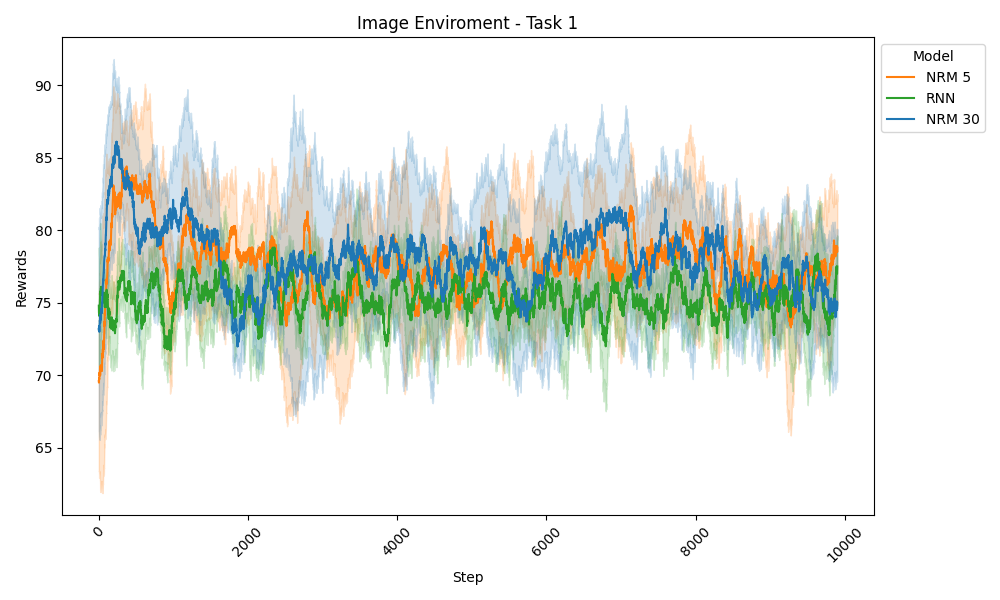 Image Enviroment - Task 1
Model
NRM 5
RNN
NRM 30
Rewards
90
85
80
75
70
65
0
2000
4000
6000
8000
10000
Step